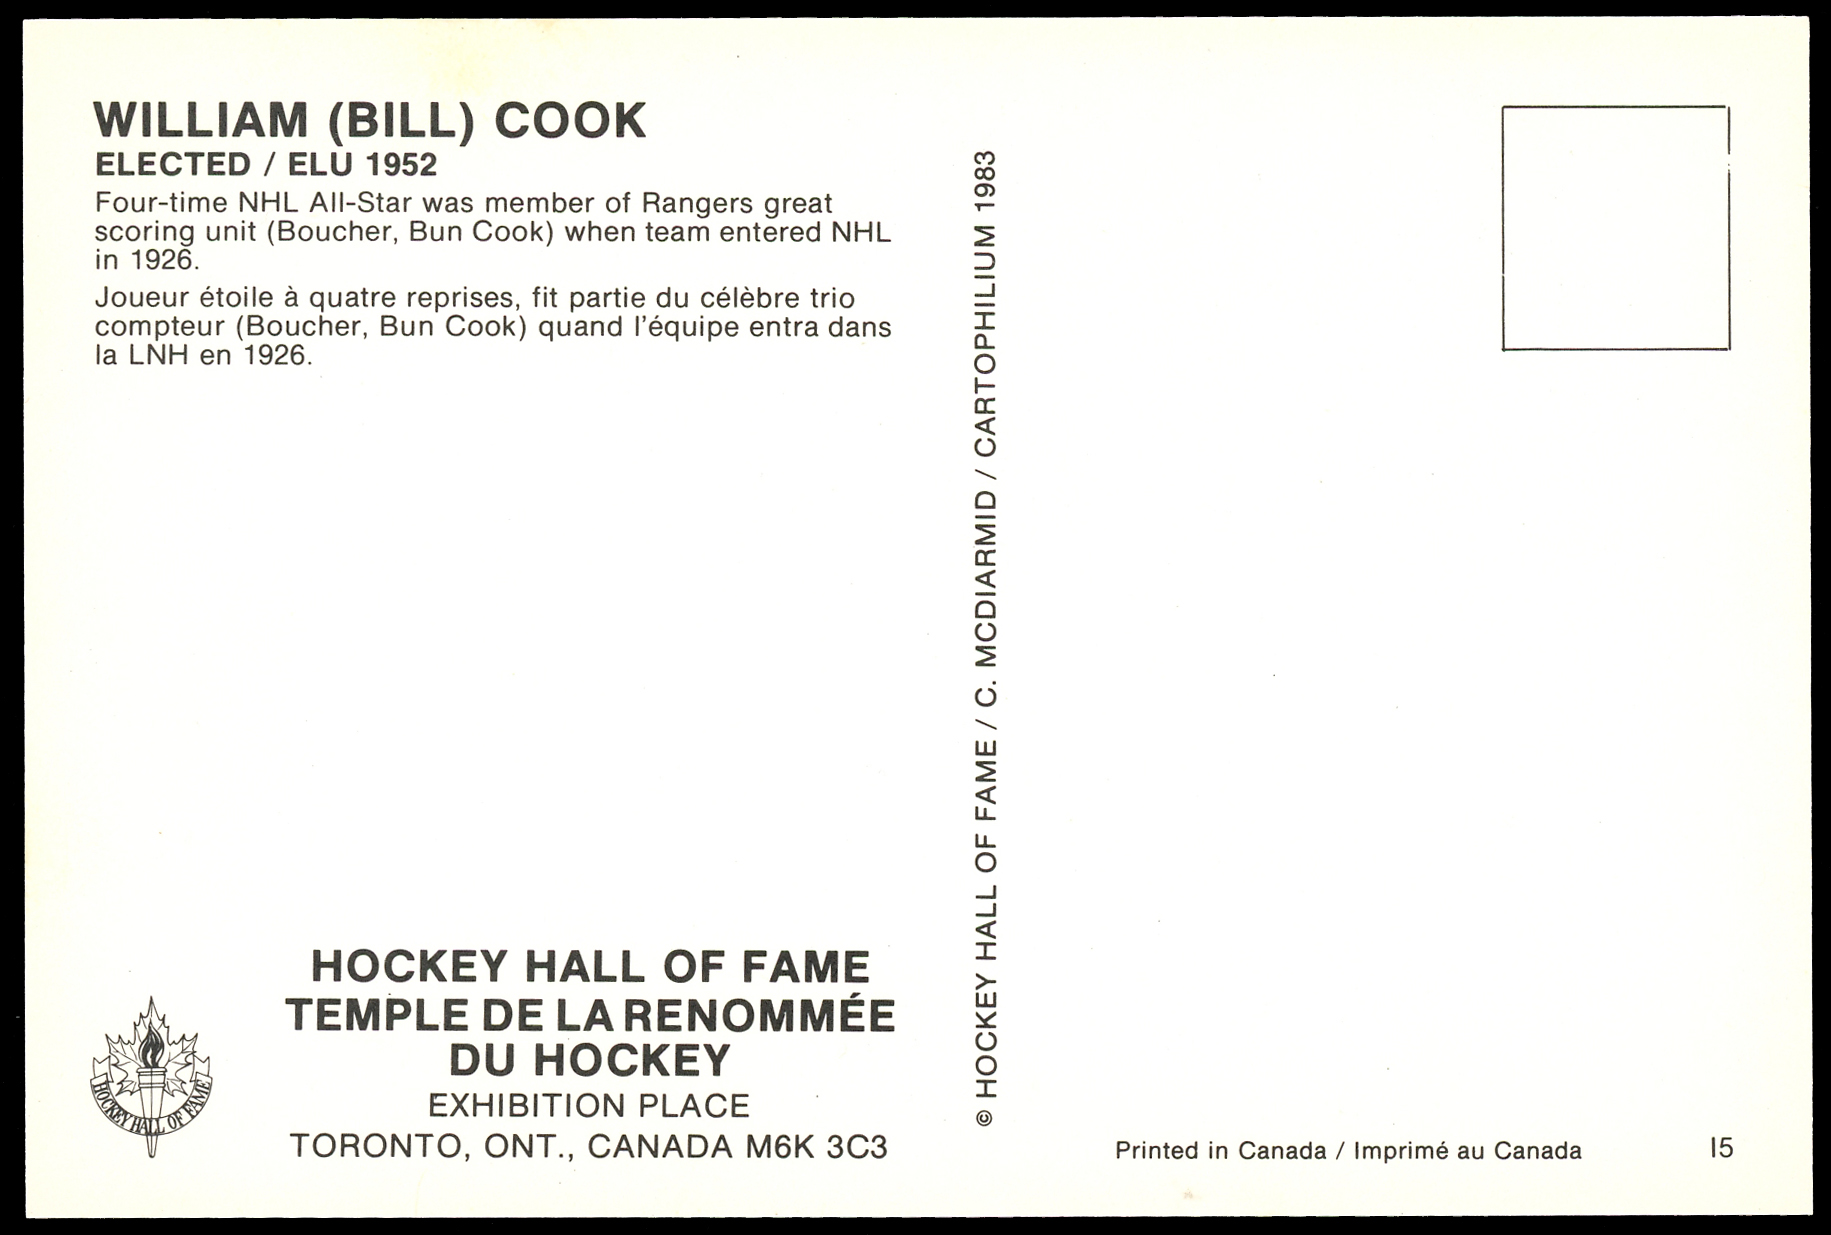 WILLIAM (BILL) COOK
ELECTED / ELU 1952
Four-time NHL All-Star was member of Rangers great
scoring unit (Boucher, Bun Cook) when team entered NHL
in 1926.
Joueur étoile à quatre reprises, fit partie du célèbre trio
compteur (Boucher, Bun Cook) quand l'équipe entra dans
la LNH en 1926.
HOCKEY HALL OF FAME
HOCKEY HALL OF FAME
TEMPLE DE LA RENOMMÉE
DU HOCKEY
EXHIBITION PLACE
TORONTO, ONT., CANADA M6K 3C3
© HOCKEY HALL OF FAME / C. MCDIARMID / CARTOPHILIUM 1983
Printed in Canada / Imprimé au Canada
I5